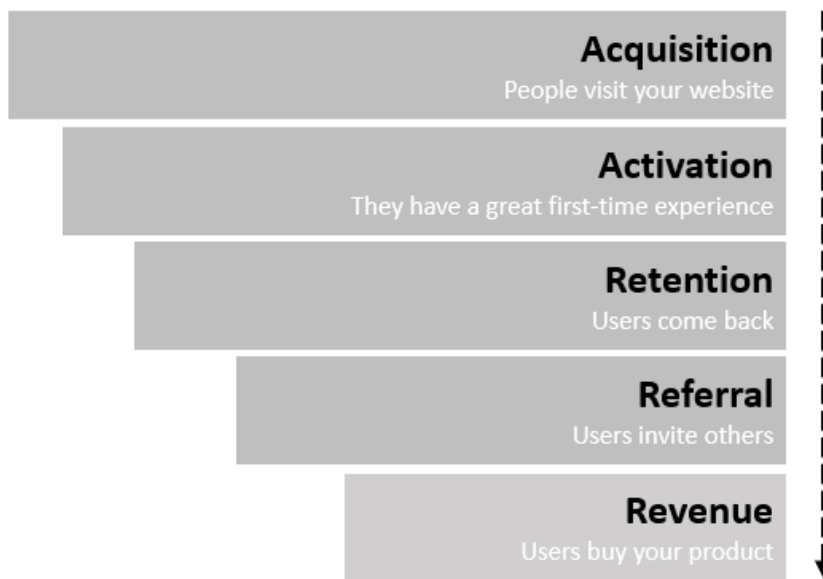 Acquisition
People visit your website
Activation
They have a great first-time experience
Retention
Users come back
Referral
Users invite others
Revenue
Users buy your product